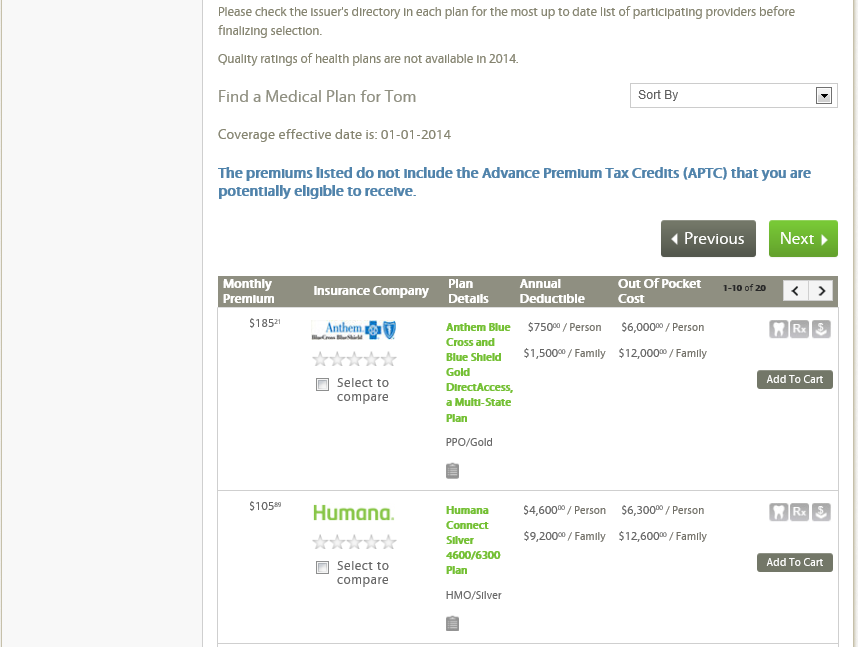 Please check the issuer's directory in each plan for the most up to date list of participating providers before
finalizing selection.
Quality ratings of health plans are not available in 2014.
Find a Medical Plan for Tom
Sort By
Coverage effective date is: 01-01-2014
The premiums listed do not include the Advance Premium Tax Credits (APTC) that you are
potentially eligible to receive.
Previous
Next
Monthly
Premium
Insurance Company
Plan
Details
Annual
Deductible
Out Of Pocket
Cost
1-10 of 20
$185²¹
Anthem
BlueCross BlueShield
Select to
compare
Anthem Blue
Cross and
Blue Shield
Gold
DirectAccess,
a Multi-State
Plan
PPO/Gold
$750⁰⁰ / Person
$1,500⁰⁰ / Family
$6,000⁰⁰ / Person
$12,000⁰⁰ / Family
Rx
Add To Cart
$105⁸⁹
Humana.
Select to
compare
Humana
Connect
Silver
4600/6300
Plan
HMO/Silver
$4,600⁰⁰ / Person
$9,200⁰⁰ / Family
$6,300⁰⁰ / Person
$12,600⁰⁰ / Family
Rx
Add To Cart